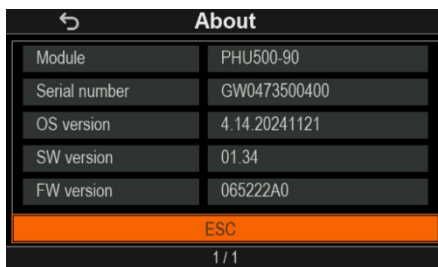 About
Module PHU500-90
Serial number GW0473500400
OS version 4.14.20241121
SW version 01.34
FW version 065222A0
ESC
1 / 1